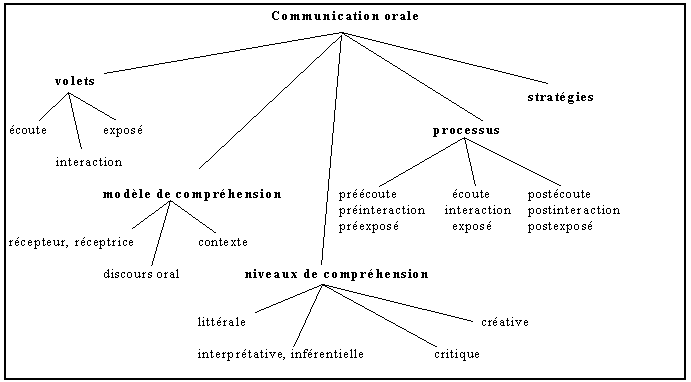 Communication orale
volets
stratégies
écoute
exposé
interaction
processus
modèle de compréhension
préécoute
écoute
postécoute
préinteraction
interaction
postinteraction
préexposé
exposé
postexposé
récepteur, réceptrice
contexte
discours oral
niveaux de compréhension
littérale
créative
interprétative, inférentielle
critique